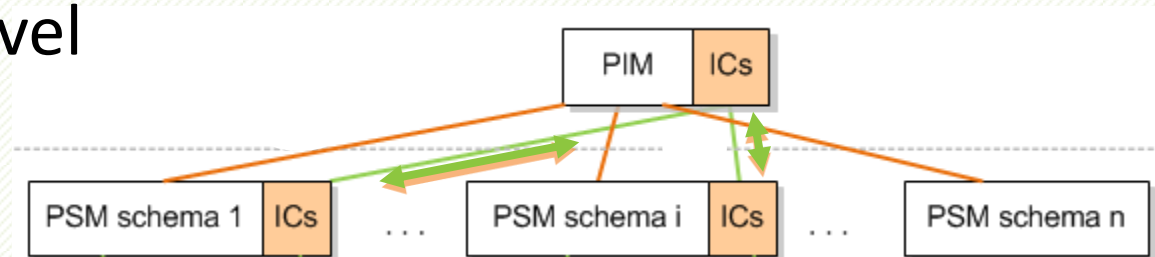 vel
PIM ICs
PSM schema 1 ICs ... PSM schema i ICs ... PSM schema n